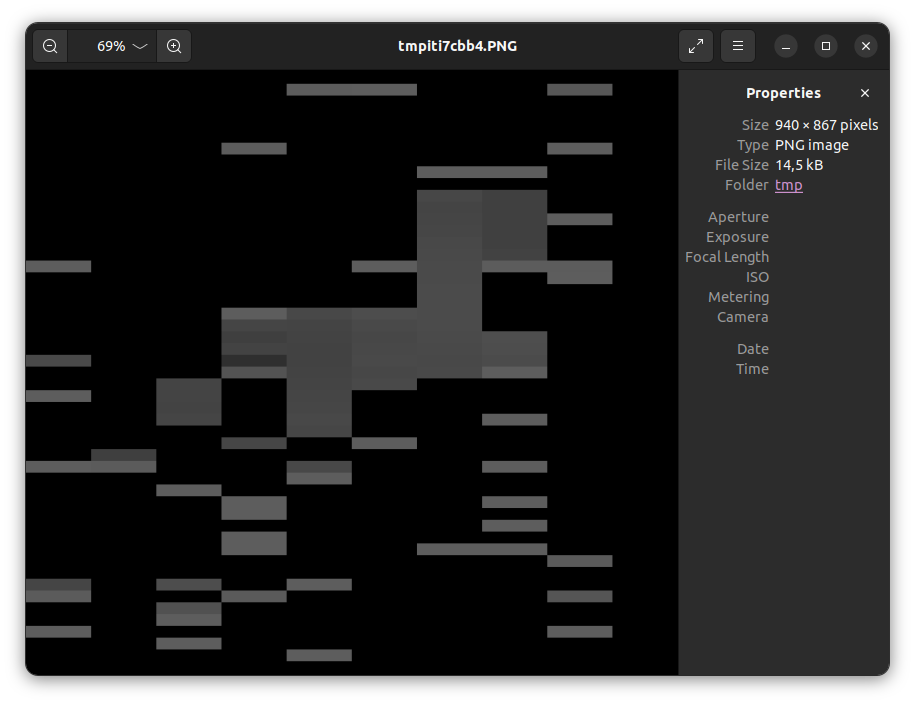 69%
tmpiti7cbb4.PNG
Properties
Size 940 × 867 pixels
Type PNG image
File Size 14,5 kB
Folder tmp
Aperture
Exposure
Focal Length
ISO
Metering
Camera
Date
Time